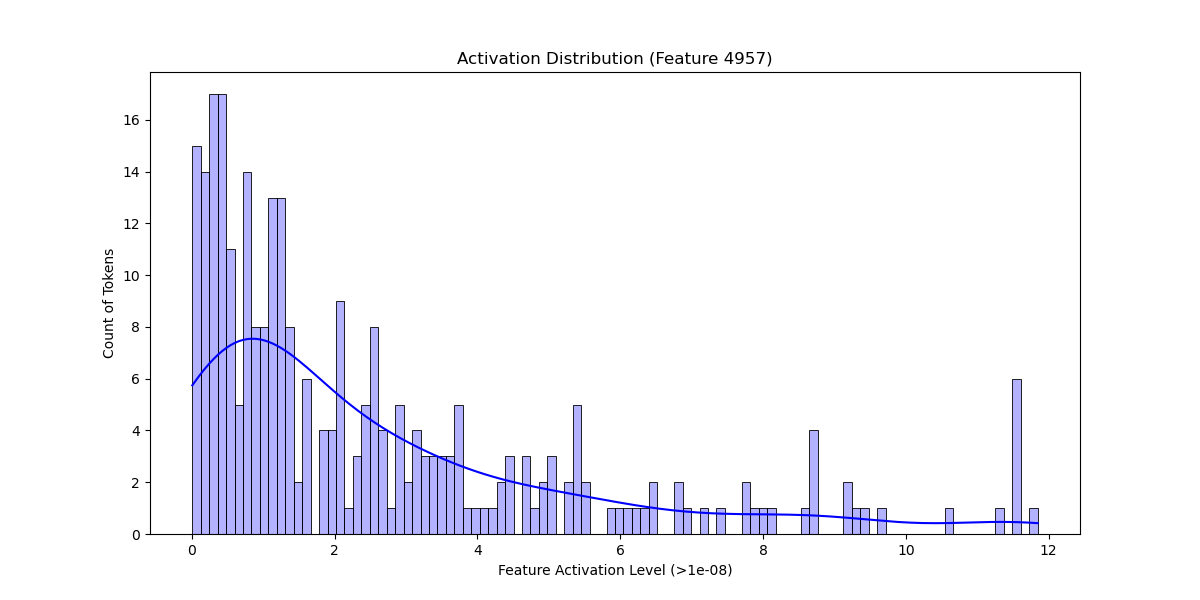 Activation Distribution (Feature 4957)
Count of Tokens
16
14
12
10
8
6
4
2
0
0 2 4 6 8 10 12
Feature Activation Level (>1e-08)